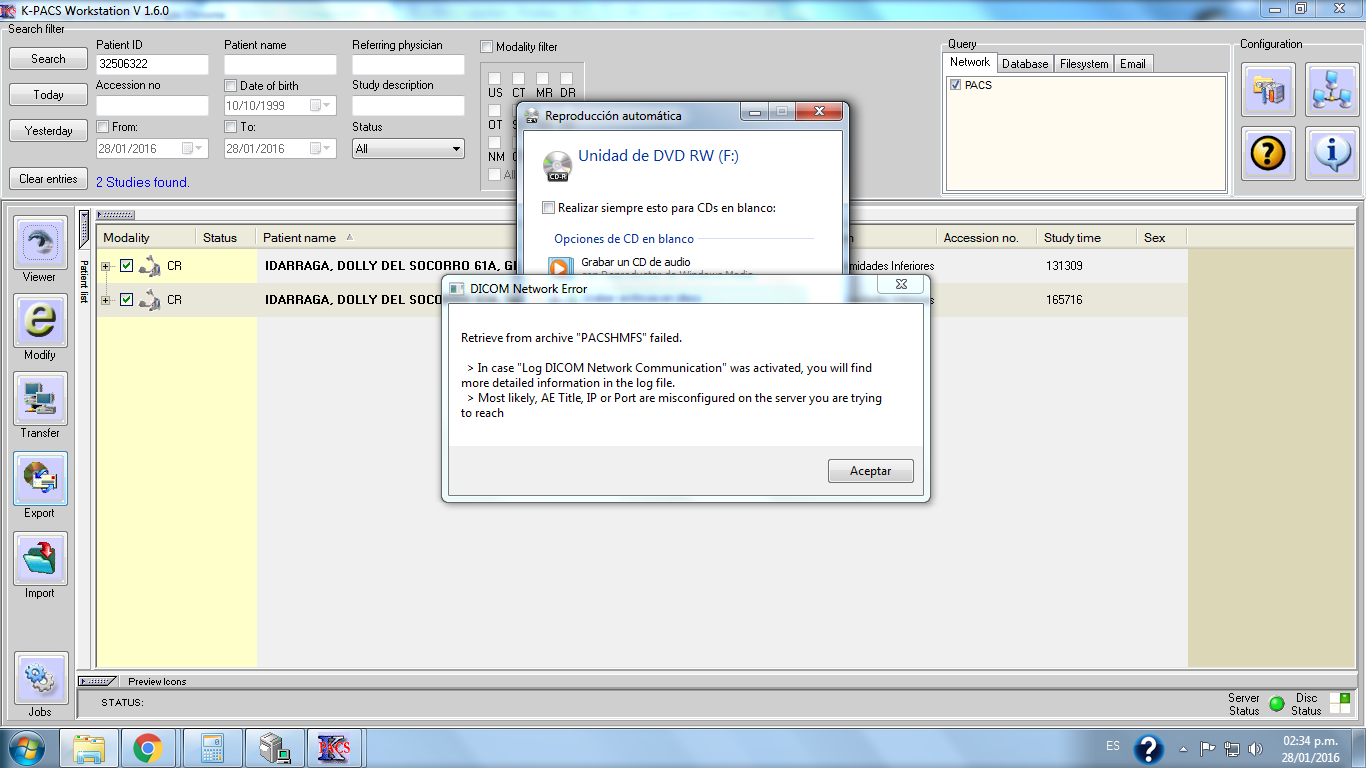 K-PACS Workstation V 1.6.0
Search filter
Search
Today
Yesterday
Clear entries
Patient ID
32506322
Patient name
Referring physician
Accession no
Date of birth
10/10/1999
Study description
From:
28/01/2016
To:
28/01/2016
Status
All
2 Studies found.
Modality filter
US CT MR DR
OT
NM
All
Query
Network Database Filesystem Email
PACS
Configuration
Reproducción automática
Unidad de DVD RW (F:)
CD-R
Realizar siempre esto para CDs en blanco:
Opciones de CD en blanco
Grabar un CD de audio
Viewer
Modify
Transfer
Export
Import
Jobs
Patient list
Modality Status Patient name Accession no. Study time Sex
CR IDARRAGA, DOLLY DEL SOCORRO 61A, midades Inferiores 131309
CR IDARRAGA, DOLLY DEL 165716
DICOM Network Error
Retrieve from archive "PACSHMFS" failed.
> In case "Log DICOM Network Communication" was activated, you will find
more detailed information in the log file.
> Most likely, AE Title, IP or Port are misconfigured on the server you are trying
to reach
Aceptar
Preview Icons
STATUS:
Server
Status
Disc
Status
ES
02:34 p.m.
28/01/2016